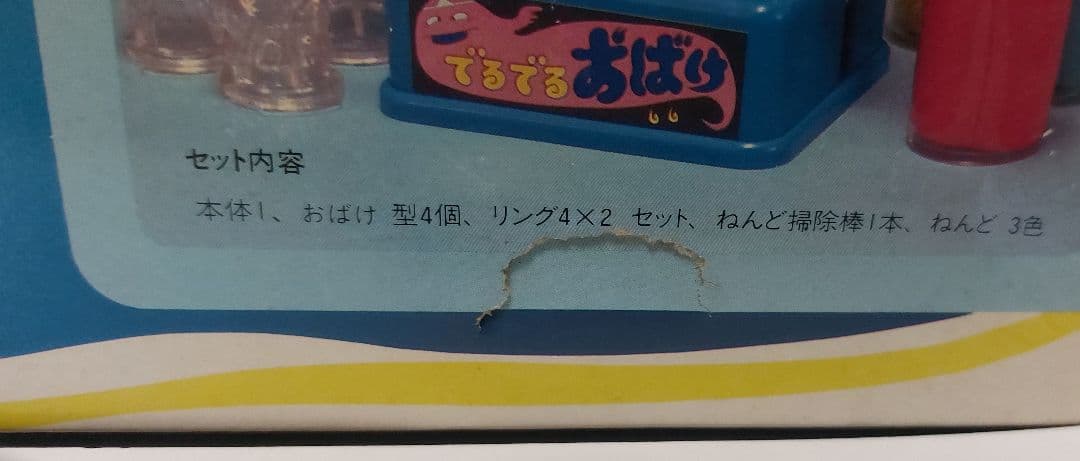 でるでるおばけ
セット内容
本体1、おばけ 型4個、リング4×2 セット、ねんど掃除棒1本、ねんど 3色